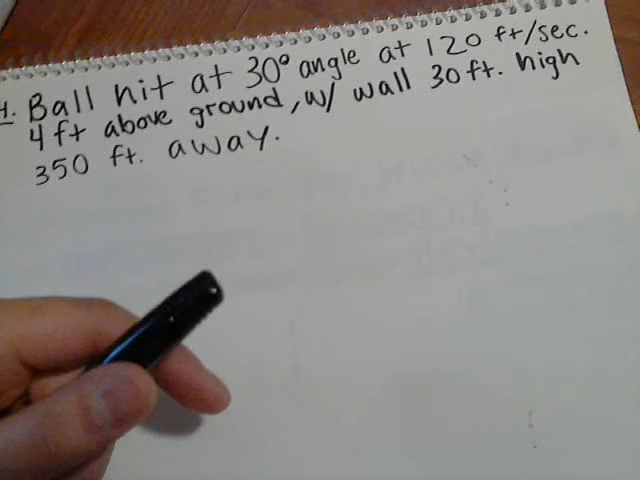 4. Ball hit at 30° angle at 120 ft/sec.
4 ft above ground, w/ wall 30 ft. high
350 ft. away.